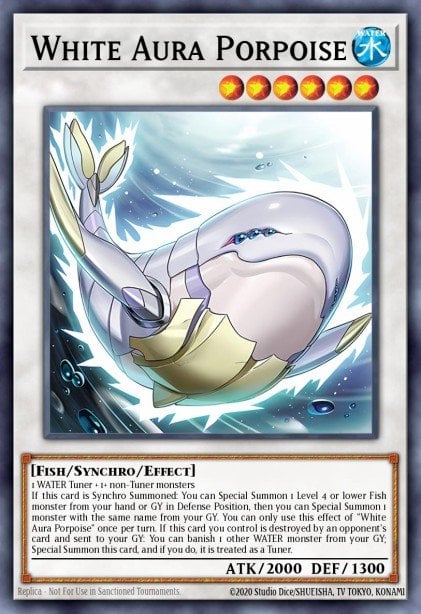 White Aura Porpoise
WATER
水
[Fish/Synchro/Effect]
1 WATER Tuner + 1+ non-Tuner monsters
If this card is Synchro Summoned: You can Special Summon 1 Level 4 or lower Fish
monster from your hand or GY in Defense Position, then you can Special Summon 1
monster with the same name from your GY. You can only use this effect of "White
Aura Porpoise" once per turn. If this card you control is destroyed by an opponent's
card and sent to your GY: You can banish 1 other WATER monster from your GY;
Special Summon this card, and if you do, it is treated as a Tuner.
ATK/2000 DEF/1300
Replica - Not For Use in Sanctioned Tournaments.
©2020 Studio Dice/SHUEISHA, TV TOKYO, KONAMI